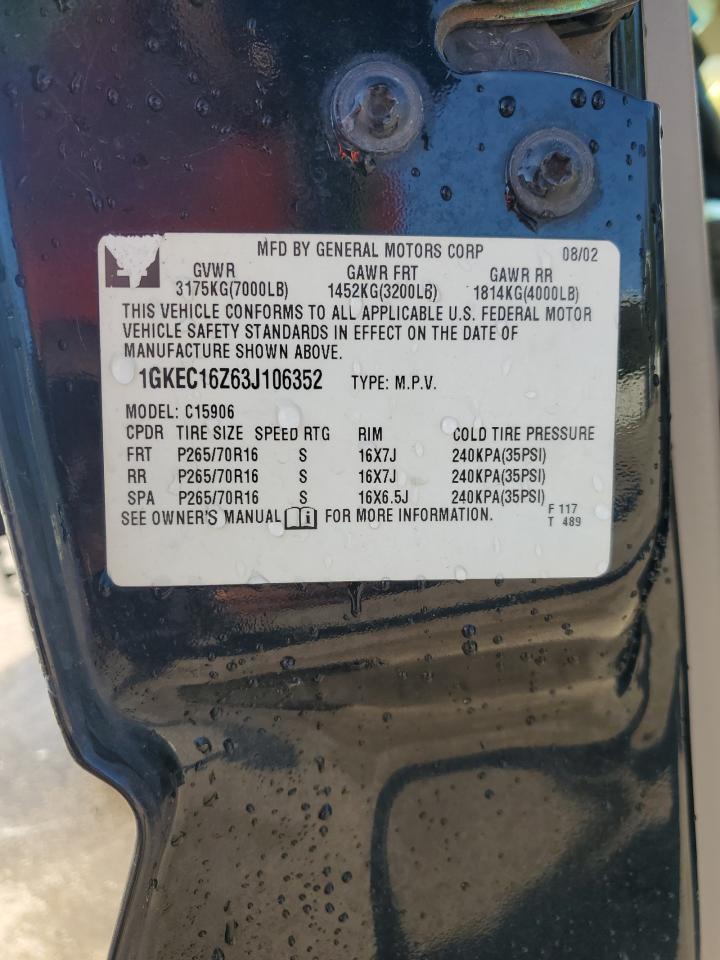 MFD BY GENERAL MOTORS CORP 08/02
GVWR GAWR FRT GAWR RR
3175KG(7000LB) 1452KG(3200LB) 1814KG(4000LB)
THIS VEHICLE CONFORMS TO ALL APPLICABLE U.S. FEDERAL MOTOR
VEHICLE SAFETY STANDARDS IN EFFECT ON THE DATE OF
MANUFACTURE SHOWN ABOVE.
1GKEC16Z63J106352 TYPE: M.P.V.
MODEL: C15906
CPDR TIRE SIZE SPEED RTG RIM COLD TIRE PRESSURE
FRT P265/70R16 S 16X7J 240KPA(35PSI)
RR P265/70R16 S 16X7J 240KPA(35PSI)
SPA P265/70R16 S 16X6.5J 240KPA(35PSI)
SEE OWNER'S MANUAL i FOR MORE INFORMATION. F 117
T 489